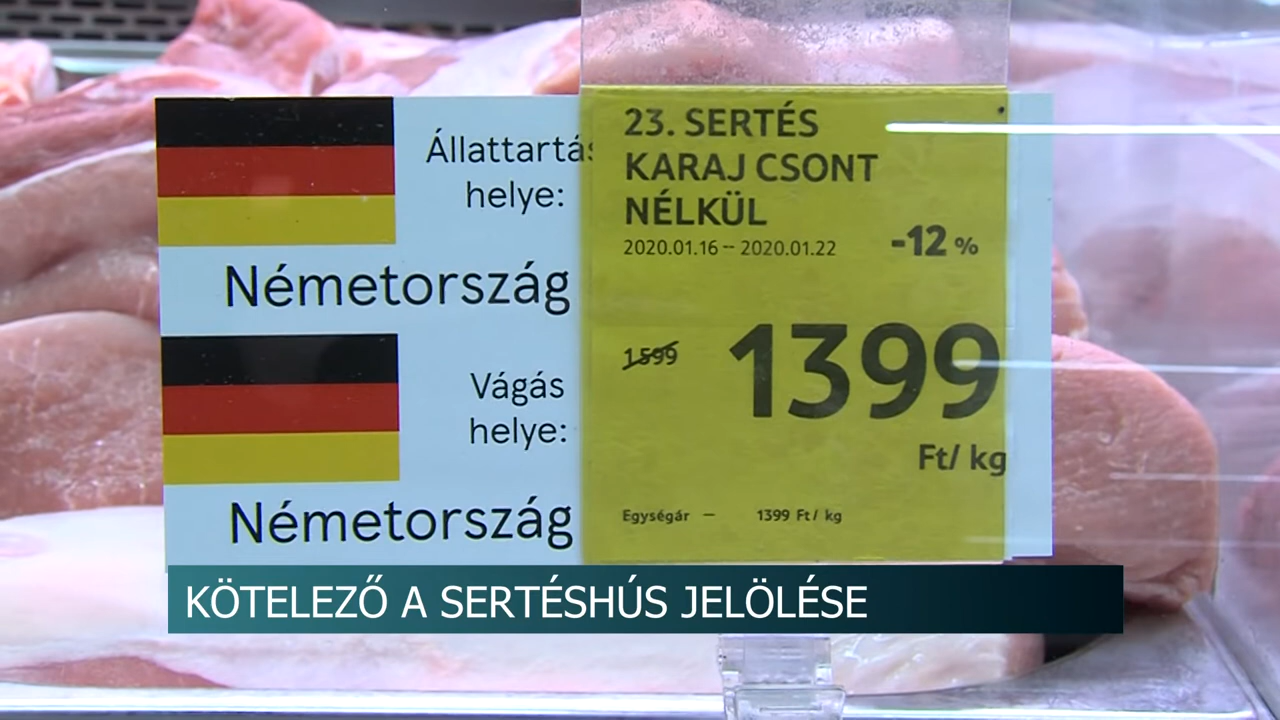 Állattartás
helye:
Németország
Vágás
helye:
Németország
23. SERTÉS
KARAJ CSONT
NÉLKÜL
2020.01.16 -- 2020.01.22
-12 %
1599
1399
Ft/ kg
Egységár – 1399 Ft/ kg
KÖTELEZŐ A SERTÉSHÚS JELÖLÉSE